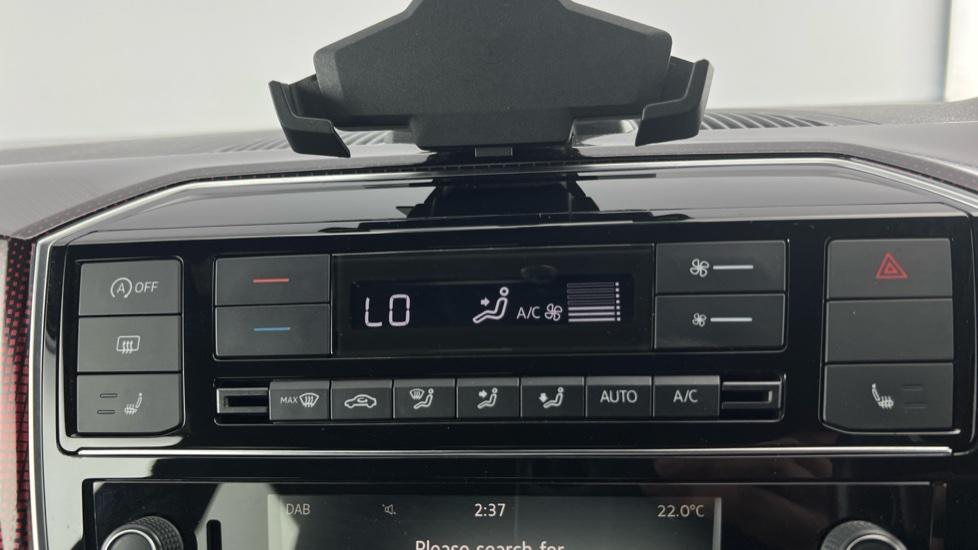 A OFF
LO A/C
MAX AUTO A/C
DAB 2:37 22.0°C
Please search for